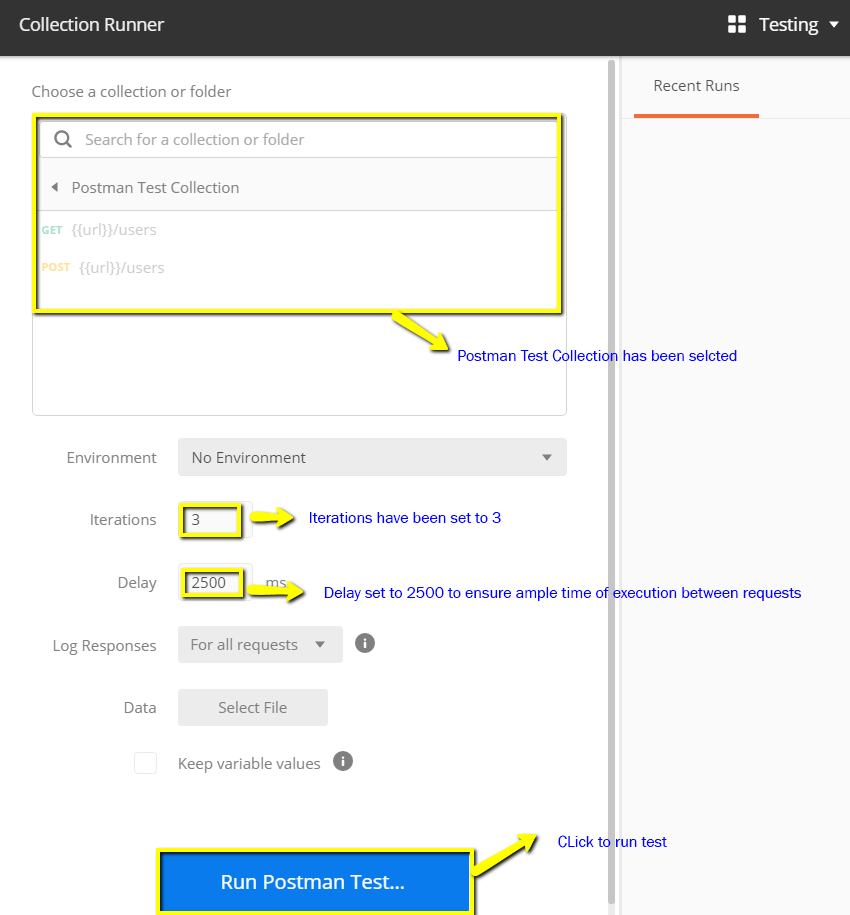 Collection Runner
Testing
Choose a collection or folder
Recent Runs
Search for a collection or folder
Postman Test Collection
GET {{url}}/users
POST {{url}}/users
Postman Test Collection has been selcted
Environment No Environment
Iterations 3 Iterations have been set to 3
Delay 2500 ms Delay set to 2500 to ensure ample time of execution between requests
Log Responses For all requests
Data Select File
Keep variable values
CLick to run test
Run Postman Test...